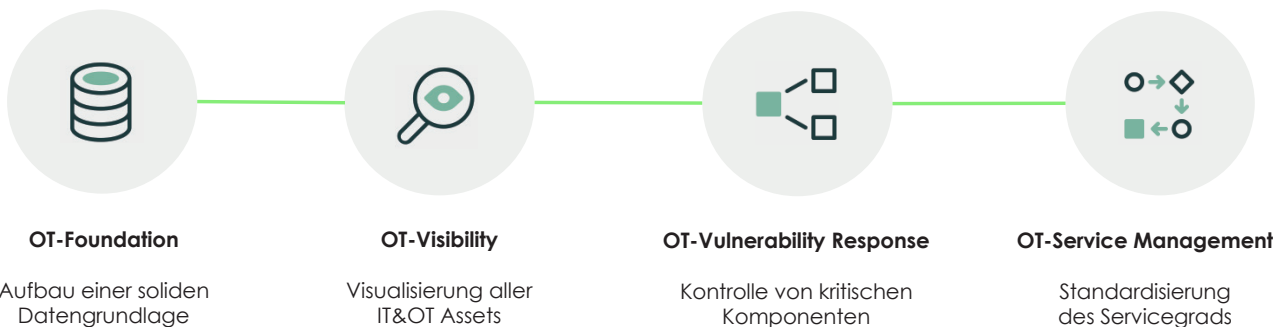 OT-Foundation
Aufbau einer soliden
Datengrundlage
OT-Visibility
Visualisierung aller
IT&OT Assets
OT-Vulnerability Response
Kontrolle von kritischen
Komponenten
OT-Service Management
Standardisierung
des Servicegrads